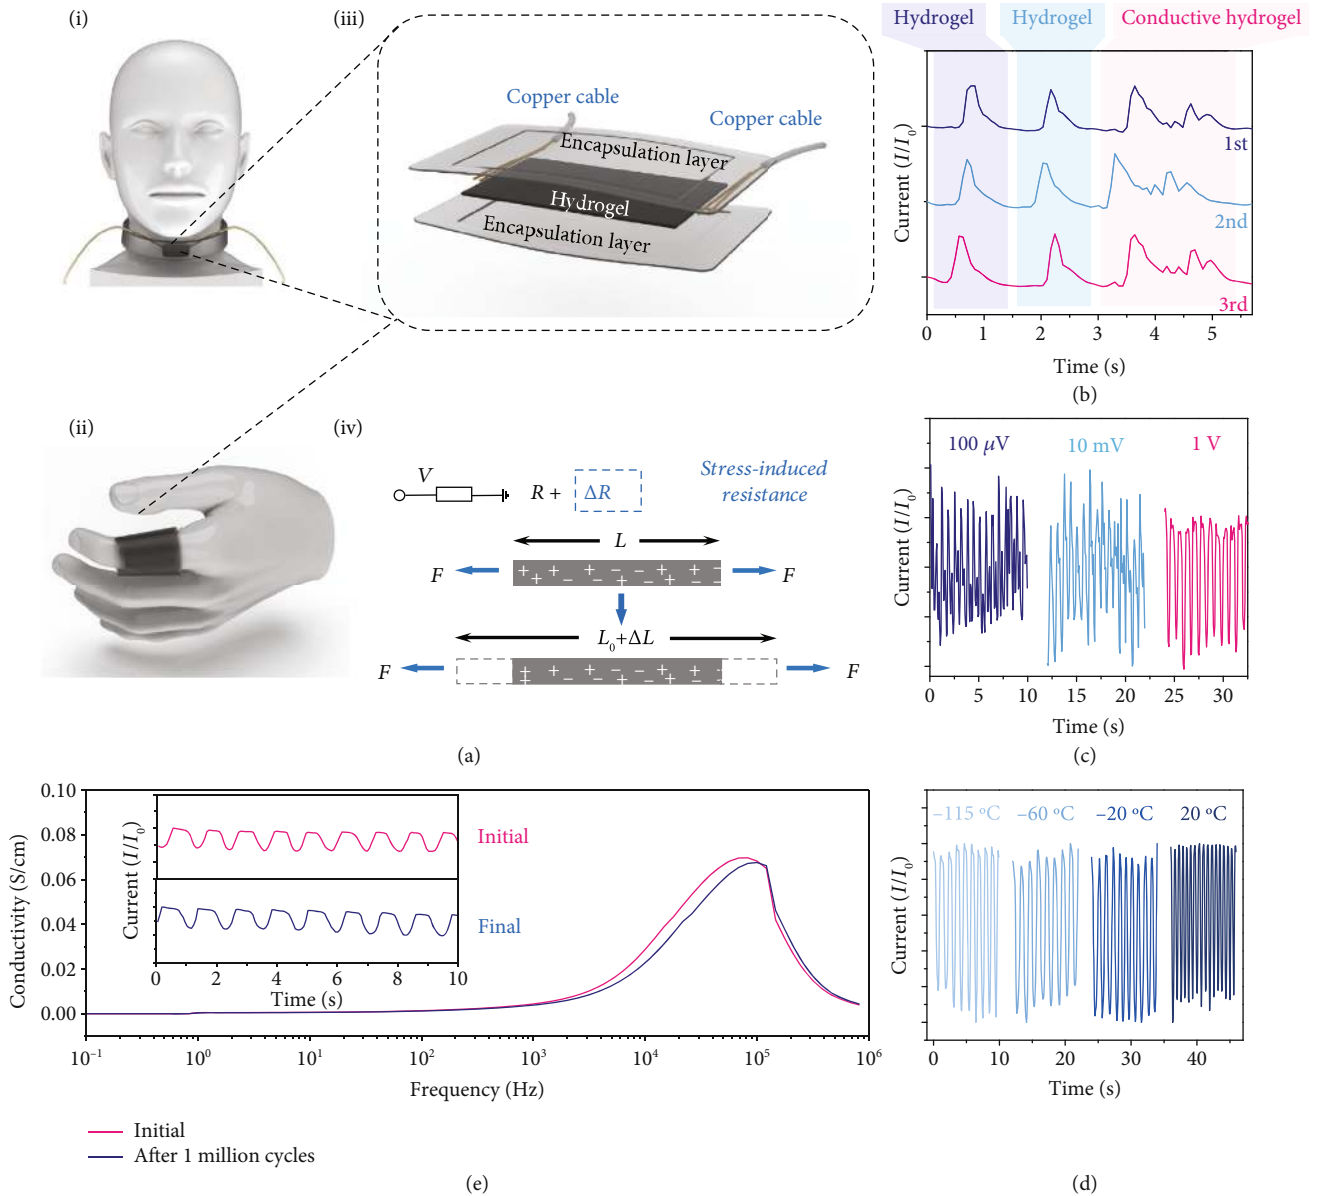 (i)
(iii)
Copper cable
Copper cable
Encapsulation layer
Hydrogel
Encapsulation layer
(ii)
(iv)
V
R + ΔR
Stress-induced
resistance
L
F
F
+ + + + + + +
− − − − − −
L₀+ΔL
F
F
+ + + + + + +
− − − − − −
(a)
Hydrogel Hydrogel Conductive hydrogel
Current (I/I₀)
1st
2nd
3rd
0 1 2 3 4 5
Time (s)
(b)
100 μV 10 mV 1 V
Current (I/I₀)
0 5 10 15 20 25 30
Time (s)
(c)
0.10
0.08
0.06
0.04
0.02
0.00
Conductivity (S/cm)
Current (I/I₀)
Initial
Final
0 2 4 6 8 10
Time (s)
10⁻¹ 10⁰ 10¹ 10² 10³ 10⁴ 10⁵ 10⁶
Frequency (Hz)
Initial
After 1 million cycles
(e)
–115 °C –60 °C –20 °C 20 °C
Current (I/I₀)
0 10 20 30 40
Time (s)
(d)